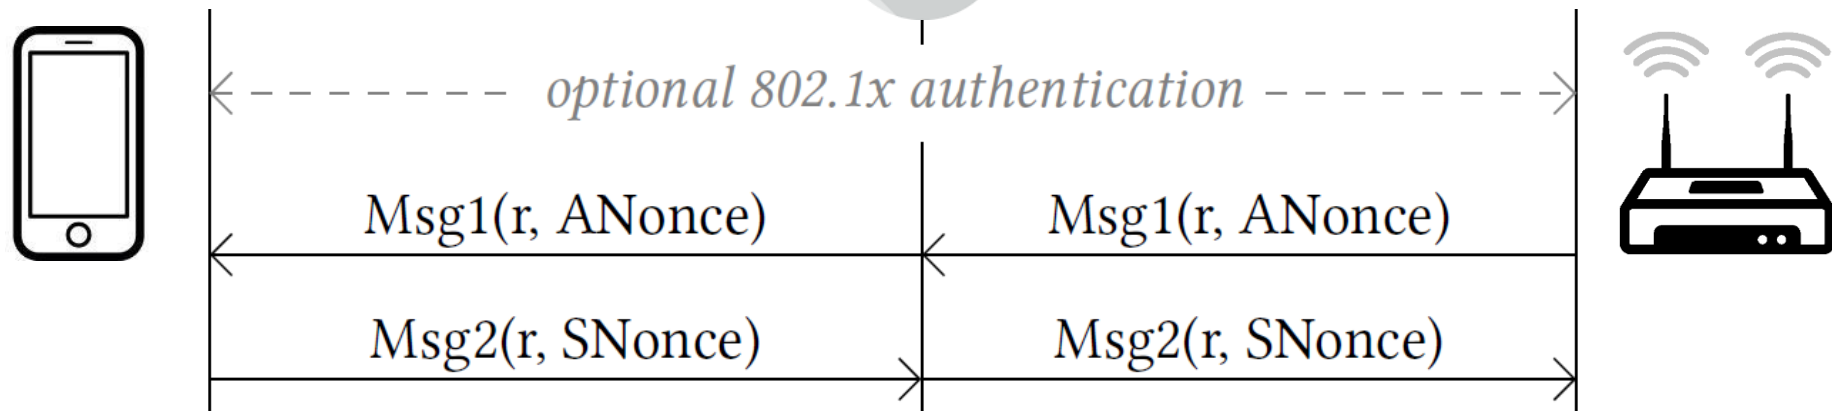 optional 802.1x authentication
Msg1(r, ANonce) Msg1(r, ANonce)
Msg2(r, SNonce) Msg2(r, SNonce)